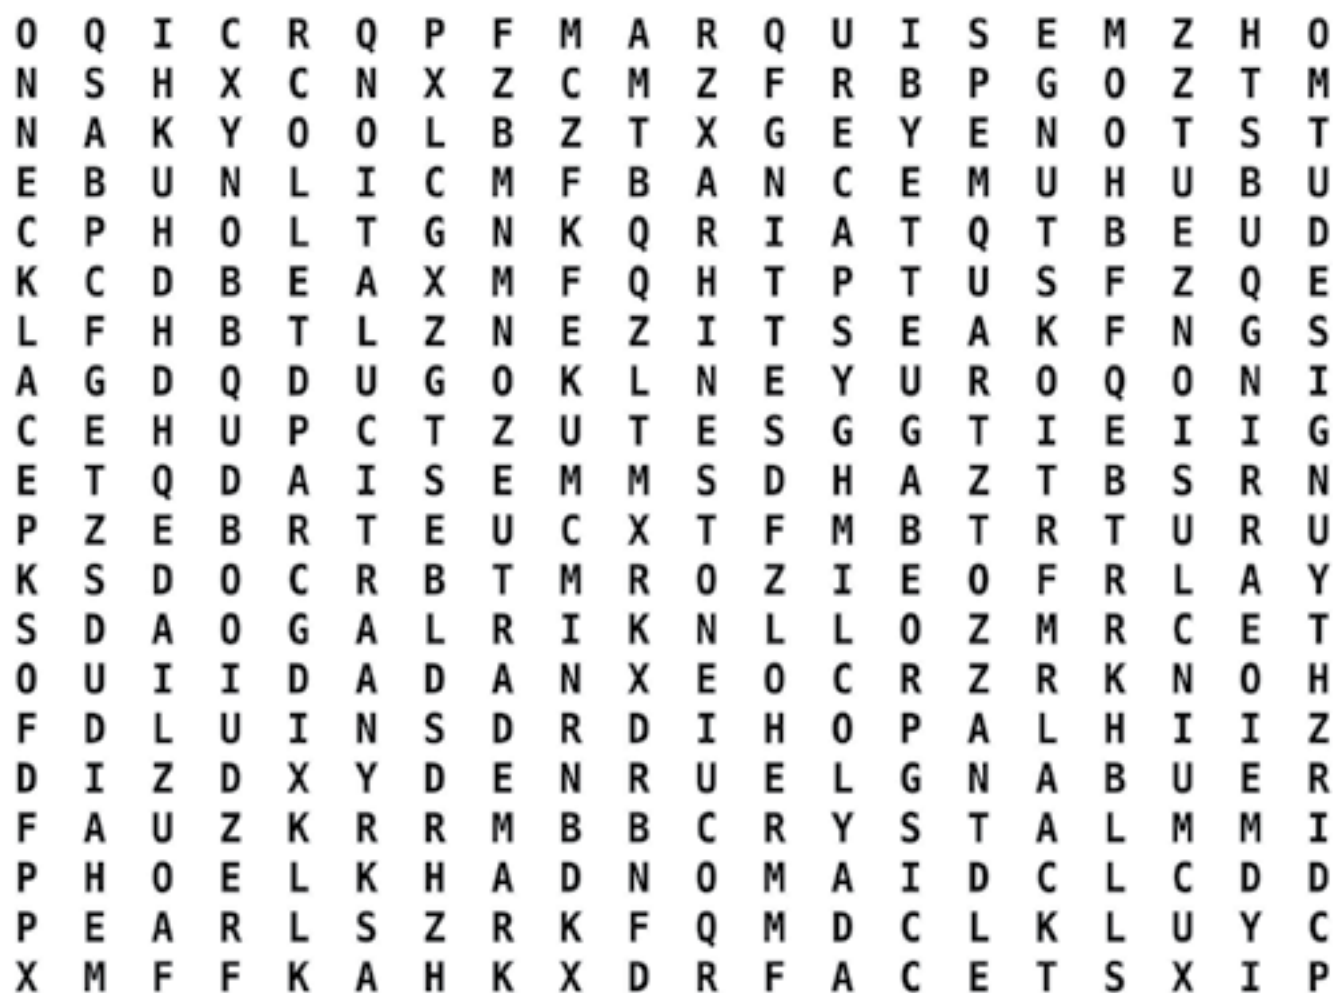 O Q I C R Q P F M A R Q U I S E M Z H O
N S H X C N X Z C M Z F R B P G O Z T M
N A K Y O O L B Z T X G E Y E N O T S T
E B U N L I C M F B A N C E M U H U B U
C P H O L T G N K Q R I A T Q T B E U D
K C D B E A X M F Q H T P T U S F Z Q E
L F H B T L Z N E Z I T S E A K F N G S
A G D Q D U G O K L N E Y U R O Q O N I
C E H U P C T Z U T E S G G T I E I I G
E T Q D A I S E M M S D H A Z T B S R N
P Z E B R T E U C X T F M B T R T U R U
K S D O C R B T M R O Z I E O F R L A Y
S D A O G A L R I K N L L O Z M R C E T
O U I I D A D A N X E O C R Z R K N O H
F D L U I N S D R D I H O P A L H I I Z
D I Z D X Y D E N R U E L G N A B U E R
F A U Z K R R M B B C R Y S T A L M M I
P H O E L K H A D N O M A I D C L C D D
P E A R L S Z R K F Q M D C L K L U Y C
X M F F K A H K X D R F A C E T S X I P